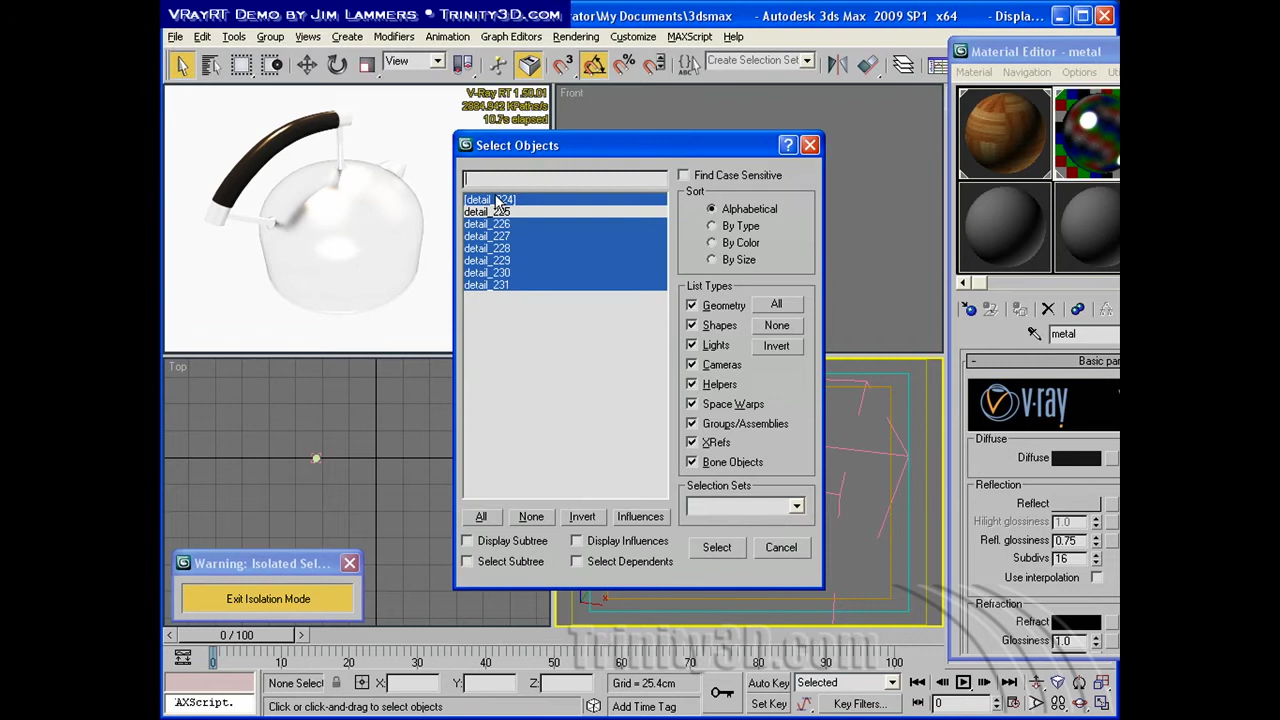 VRayRT Demo by Jim Lammers • Trinity3D.com
ator/My Documents/3dsmax - Autodesk 3ds Max 2009 SP1 x64 - Displa...
File Edit Tools Group Views Create Modifiers Animation Graph Editors Rendering Customize MAXScript Help
View
Create Selection Set
Material Editor - metal
Material Navigation Options Ut
V-Ray RT 1.50.01
10.7s elapsed
Front
Select Objects
Find Case Sensitive
Sort
Alphabetical
By Type
By Color
By Size
detail_225
detail_226
detail_227
detail_228
detail_229
detail_230
detail_231
List Types
Geometry All
Shapes None
Lights Invert
Cameras
Helpers
Space Warps
Groups/Assemblies
XRefs
Bone Objects
Selection Sets
All None Invert Influences
Display Subtree Display Influences
Select Subtree Select Dependents
Select Cancel
Top
Warning: Isolated Sel...
Exit Isolation Mode
metal
Basic par
v·ray
Diffuse
Diffuse
Reflection
Reflect
Hilight glossiness 1.0
Refl. glossiness 0.75
Subdivs 16
Use interpolation
Refraction
Refract
Glossiness 1.0
x
Trinity3D.com
0 / 100
0 10 20 30 40 50 60 70 80 90 100
None Selecl X: Y: Z: Grid = 25.4cm Auto Key Selected
'AXScript. Click or click-and-drag to select objects Add Time Tag Set Key Key Filters... 0